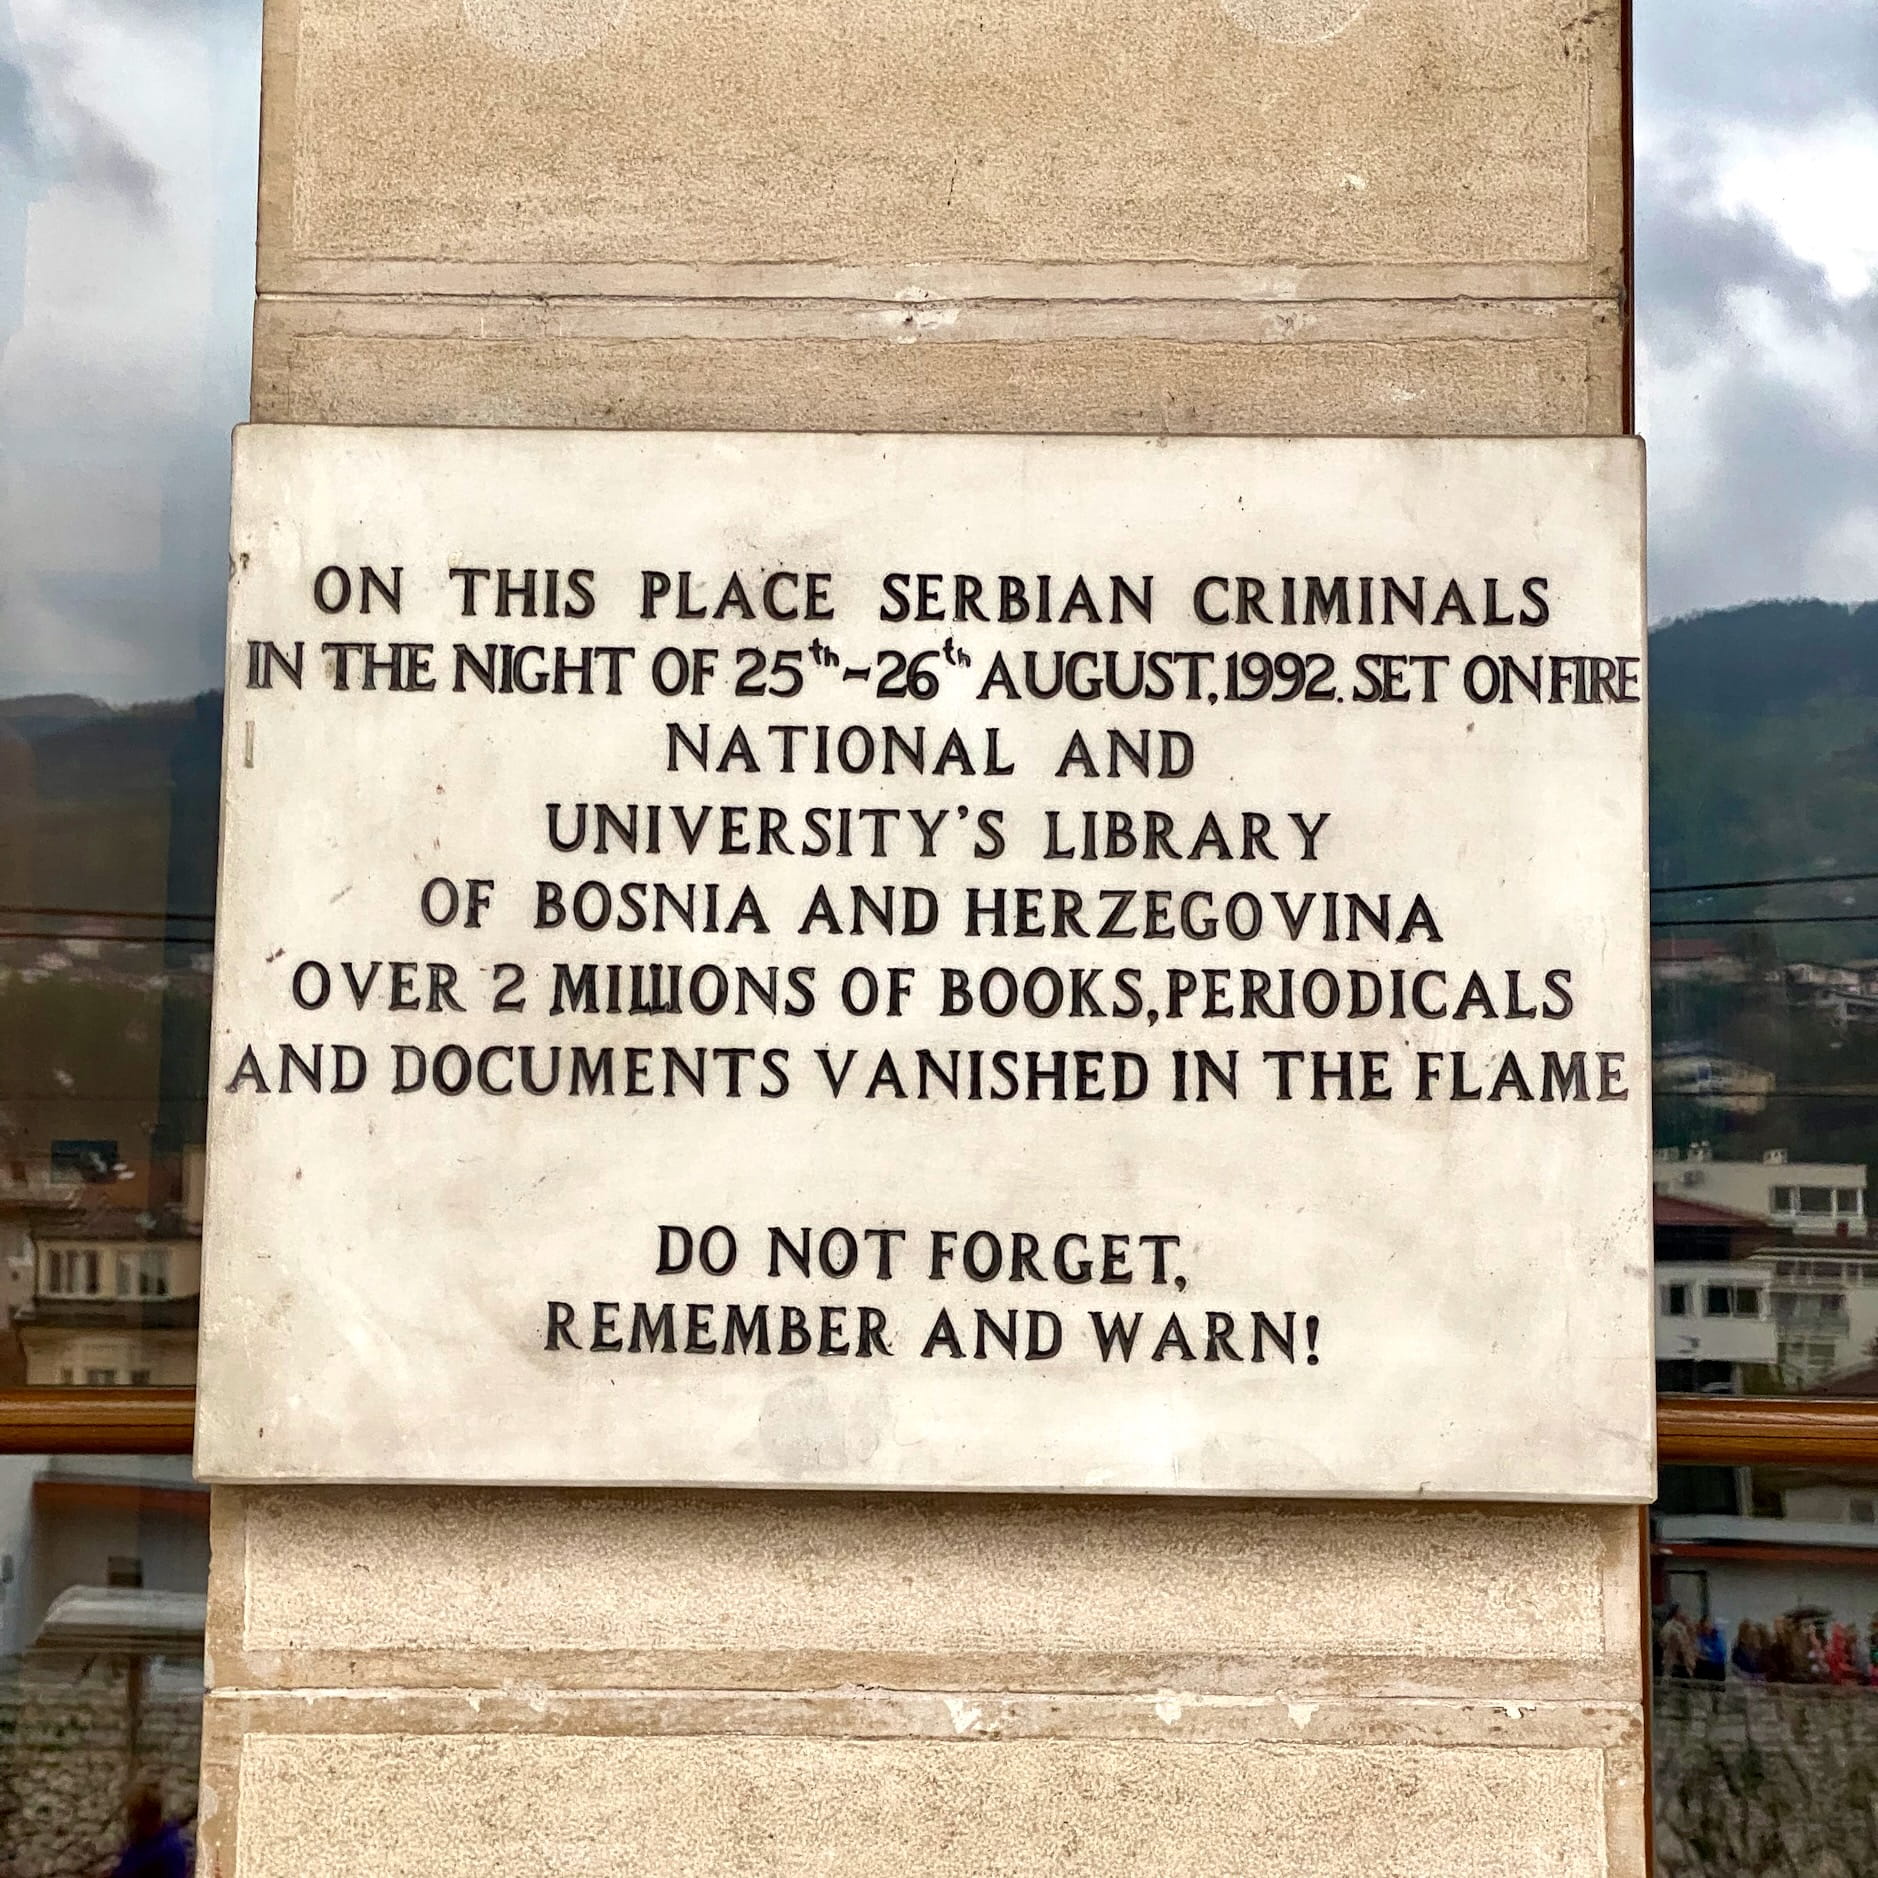 ON THIS PLACE SERBIAN CRIMINALS
IN THE NIGHT OF 25th-26th AUGUST, 1992. SET ON FIRE
NATIONAL AND
UNIVERSITY'S LIBRARY
OF BOSNIA AND HERZEGOVINA
OVER 2 MILLIONS OF BOOKS, PERIODICALS
AND DOCUMENTS VANISHED IN THE FLAME
DO NOT FORGET,
REMEMBER AND WARN!